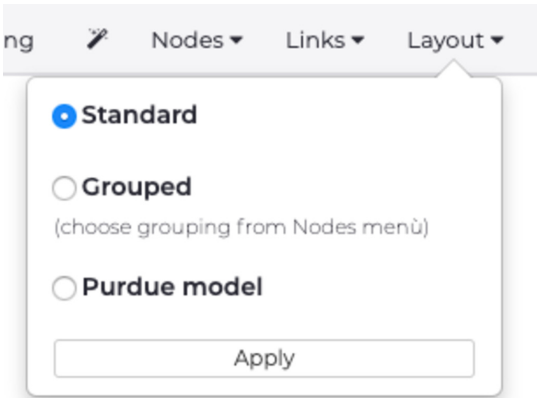 ng Nodes Links Layout
Standard
Grouped
(choose grouping from Nodes menù)
Purdue model
Apply